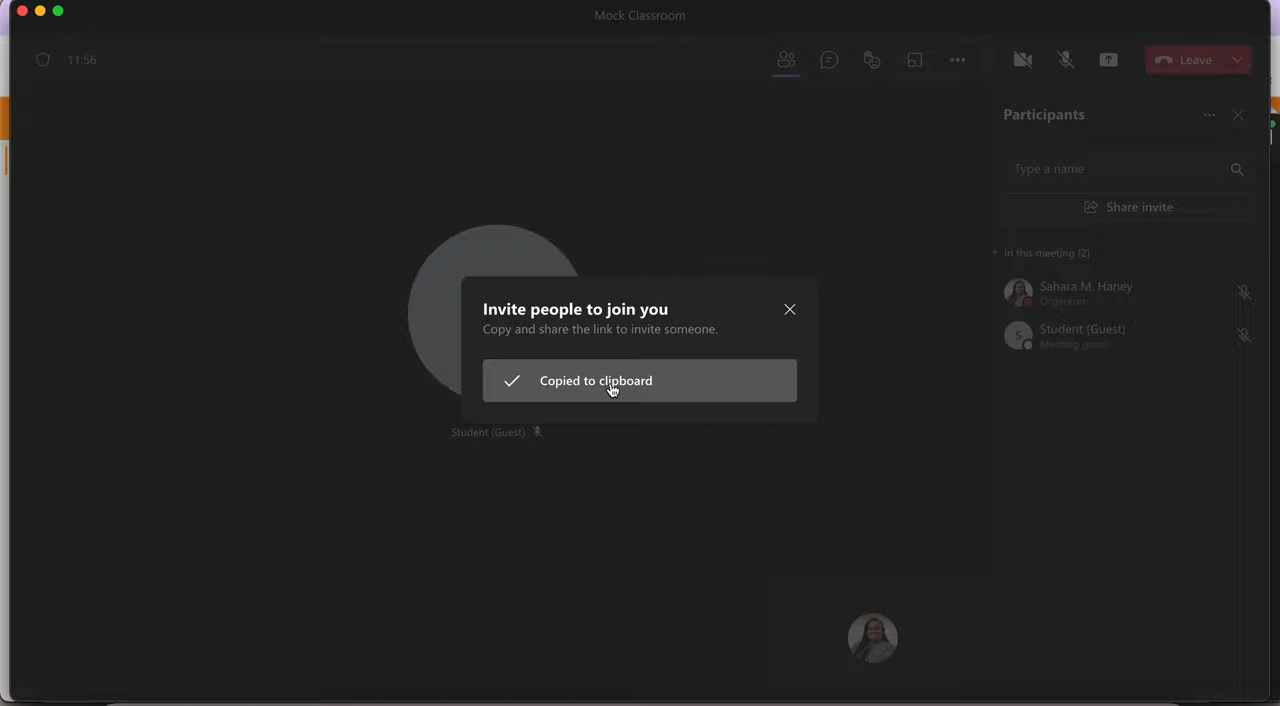 Mock Classroom
11:56
Leave
Participants
Type a name
Share invite
In this meeting (2)
Sahara M. Haney
Organizer
S
Student (Guest)
Meeting guest
Invite people to join you
Copy and share the link to invite someone.
Copied to clipboard
Student (Guest)